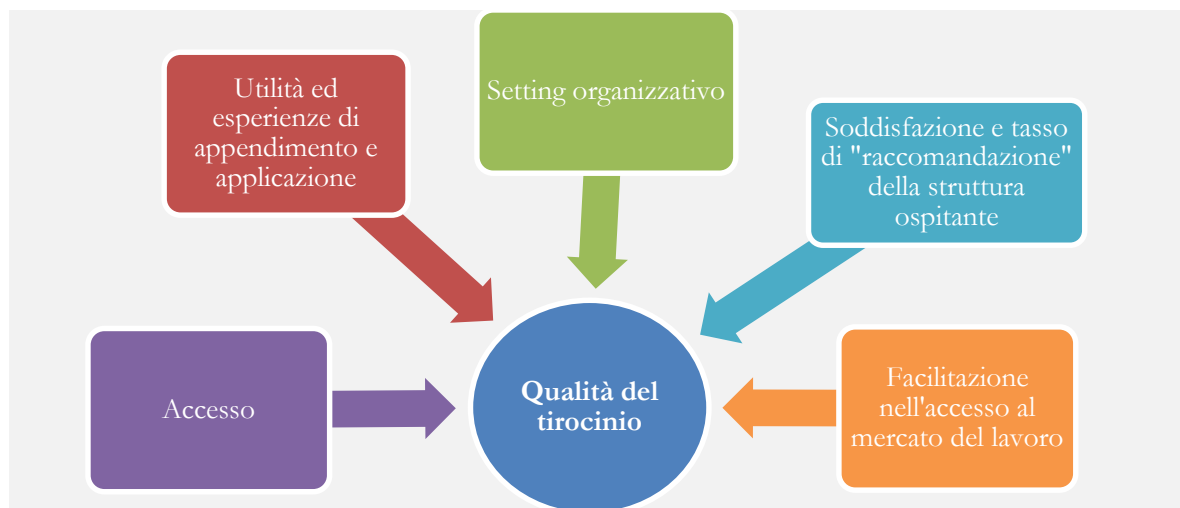 Utilità ed
esperienze di
appendimento e
applicazione
Setting organizzativo
Soddisfazione e tasso
di "raccomandazione"
della struttura
ospitante
Accesso
Qualità del
tirocinio
Facilitazione
nell'accesso al
mercato del lavoro